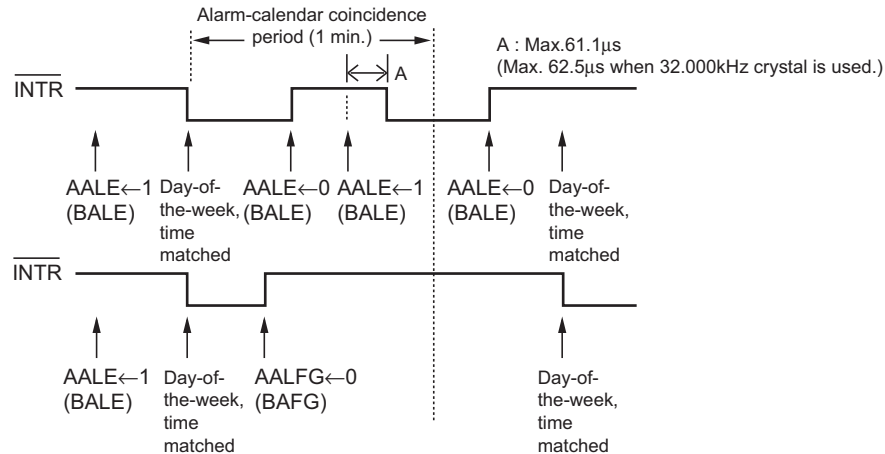 Alarm-calendar coincidence
period (1 min.)
A : Max.61.1μs
(Max. 62.5μs when 32.000kHz crystal is used.)
A
INTR
AALE←1
(BALE)
Day-of-
the-week,
time
matched
AALE←0
(BALE)
AALE←1
(BALE)
AALE←0
(BALE)
Day-of-
the-week,
time
matched
INTR
AALE←1
(BALE)
Day-of-
the-week,
time
matched
AALFG←0
(BAFG)
Day-of-
the-week,
time
matched